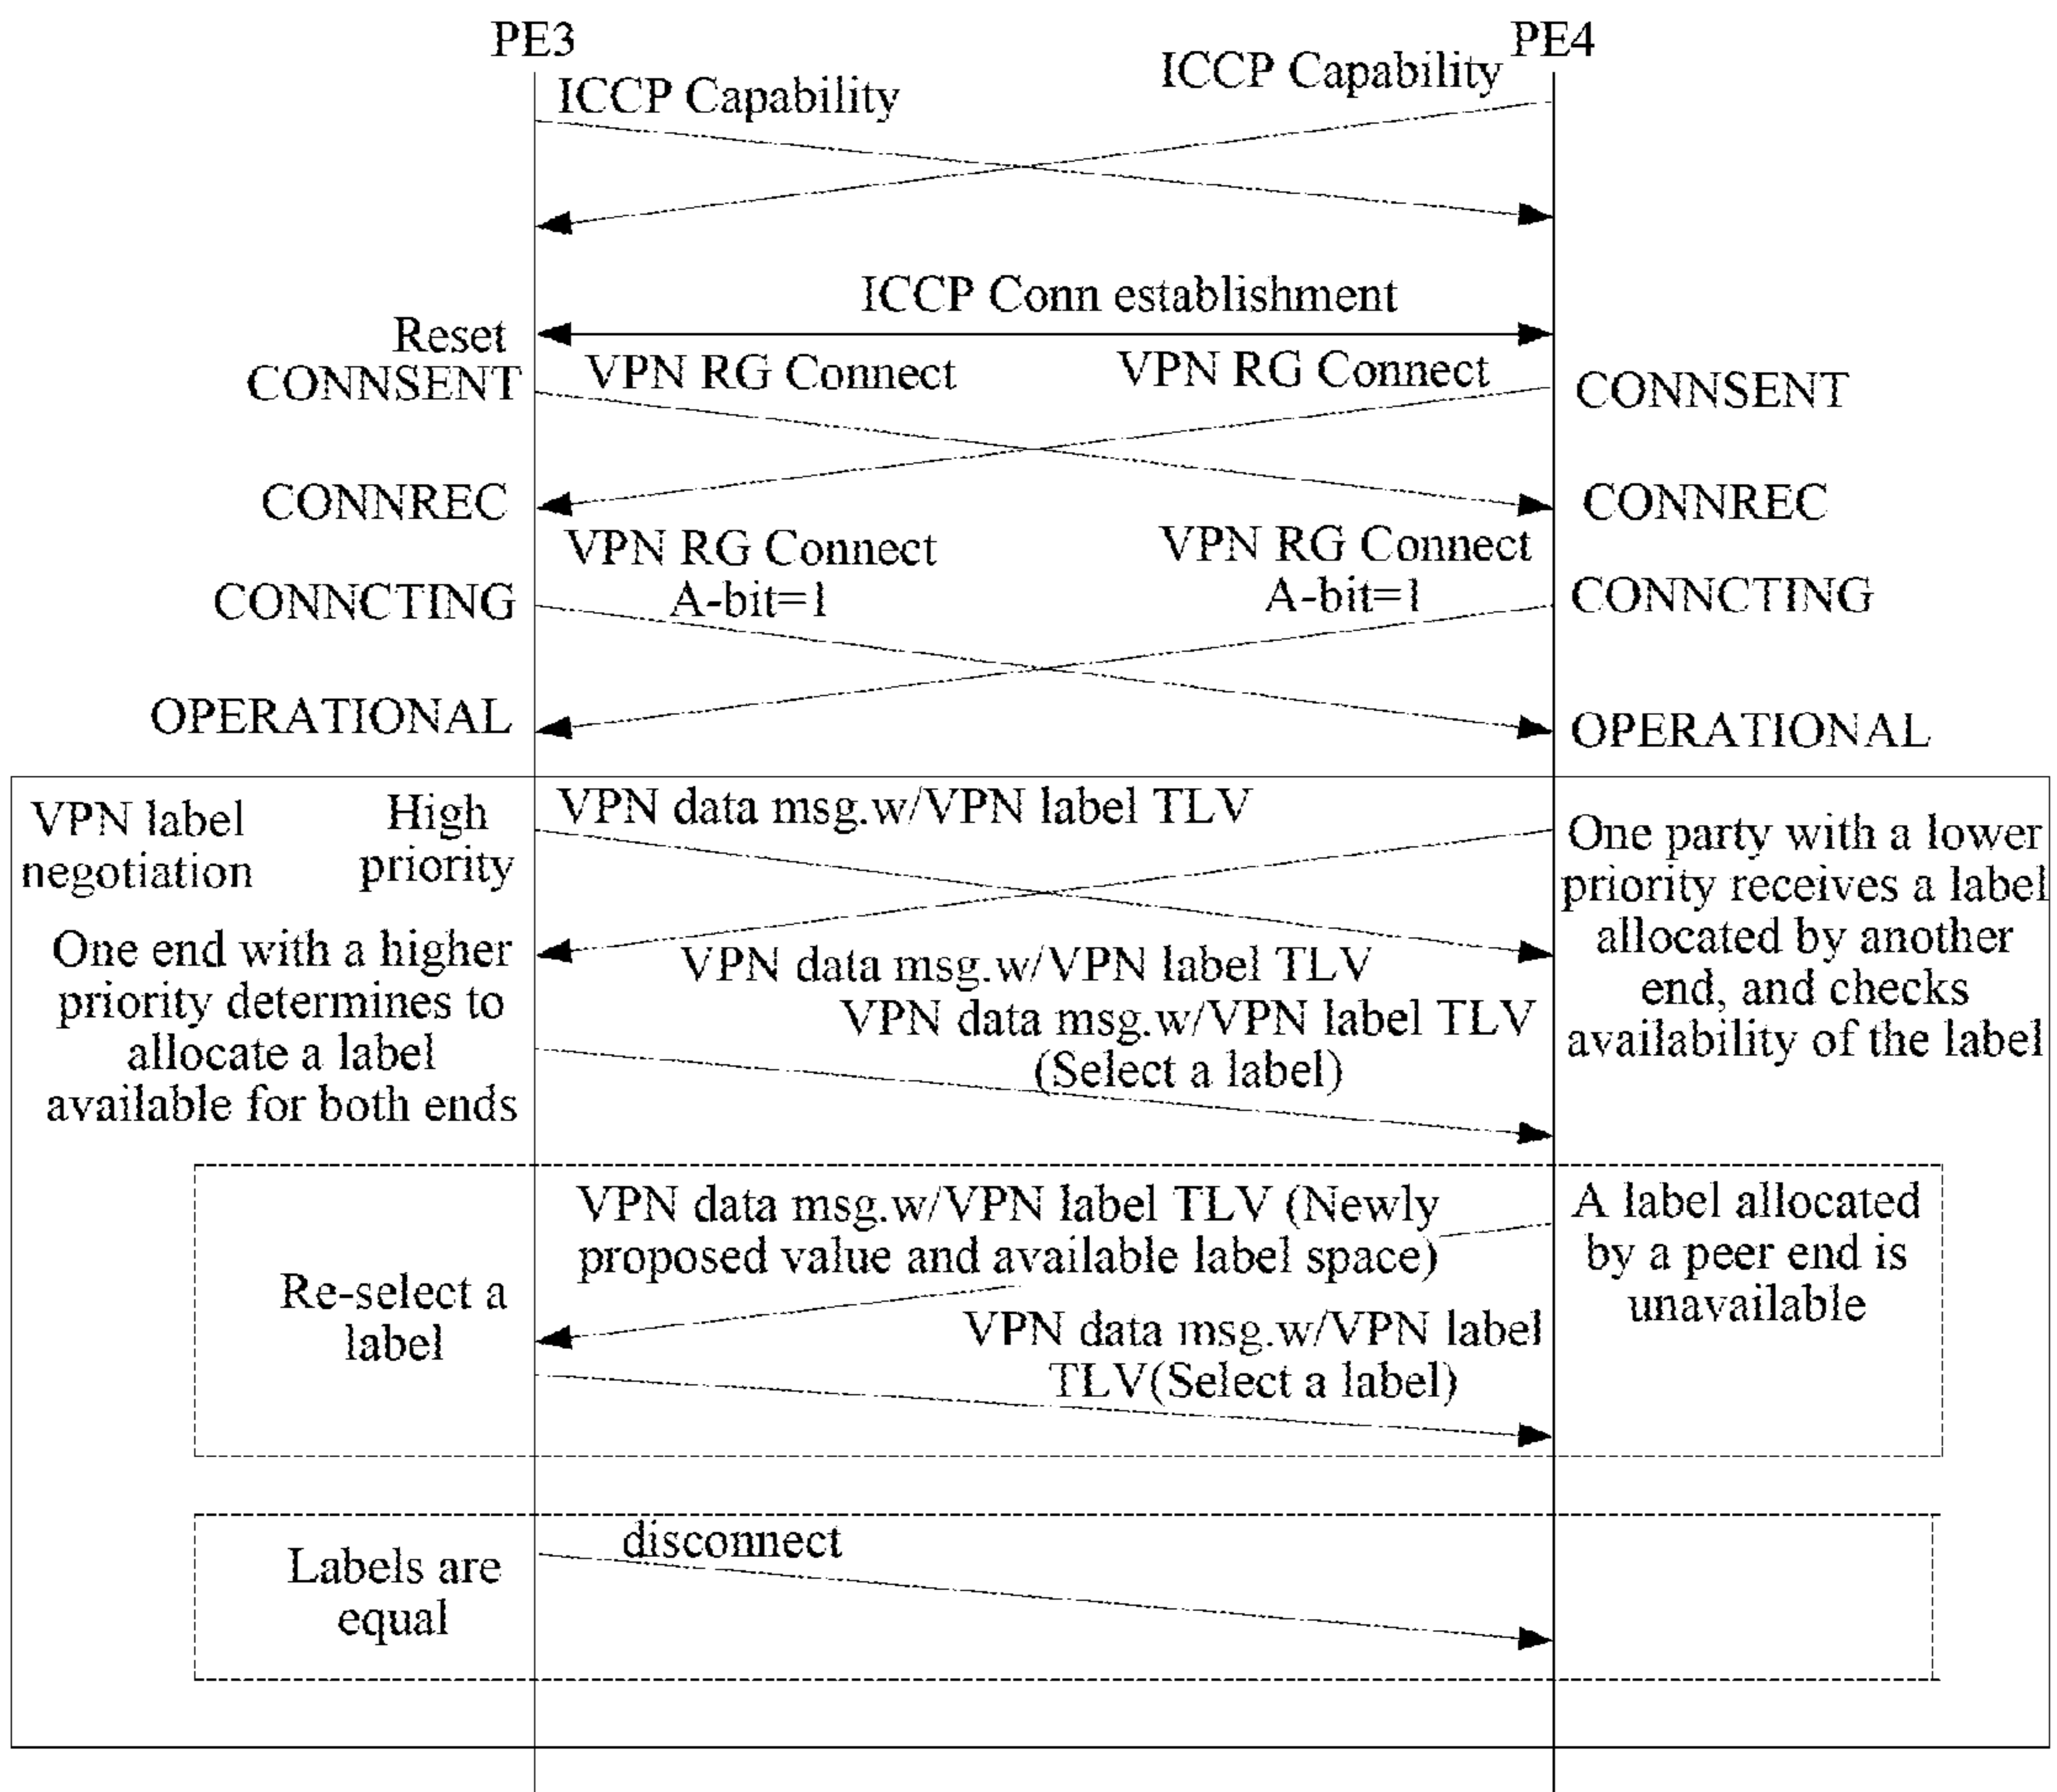 PE3
PE4
ICCP Capability
ICCP Capability
ICCP Conn establishment
Reset
CONNSENT
VPN RG Connect
VPN RG Connect
CONNSENT
CONNREC
CONNREC
VPN RG Connect
A-bit=1
VPN RG Connect
A-bit=1
CONNCTING
CONNCTING
OPERATIONAL
OPERATIONAL
VPN label
negotiation
High
priority
VPN data msg.w/VPN label TLV
One party with a lower
priority receives a label
allocated by another
end, and checks
availability of the label
One end with a higher
priority determines to
allocate a label
available for both ends
VPN data msg.w/VPN label TLV
VPN data msg.w/VPN label TLV
(Select a label)
VPN data msg.w/VPN label TLV (Newly
proposed value and available label space)
A label allocated
by a peer end is
unavailable
Re-select a
label
VPN data msg.w/VPN label
TLV(Select a label)
disconnect
Labels are
equal